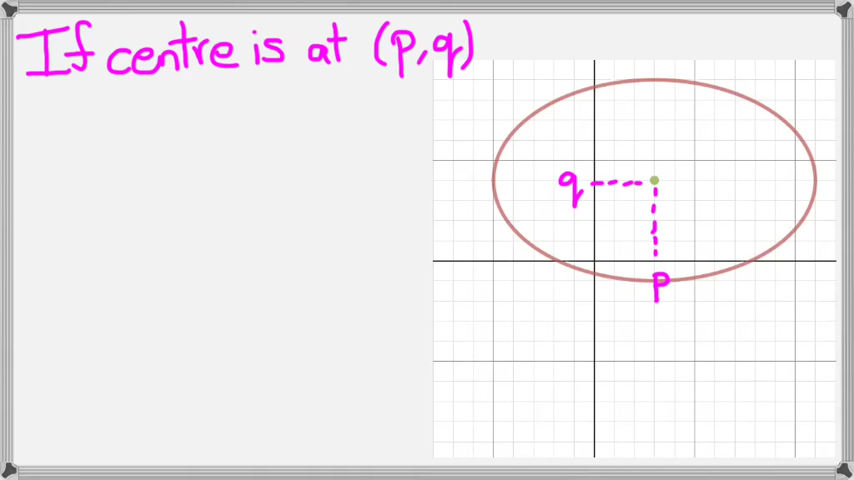 If centre is at (p,q)
q
p